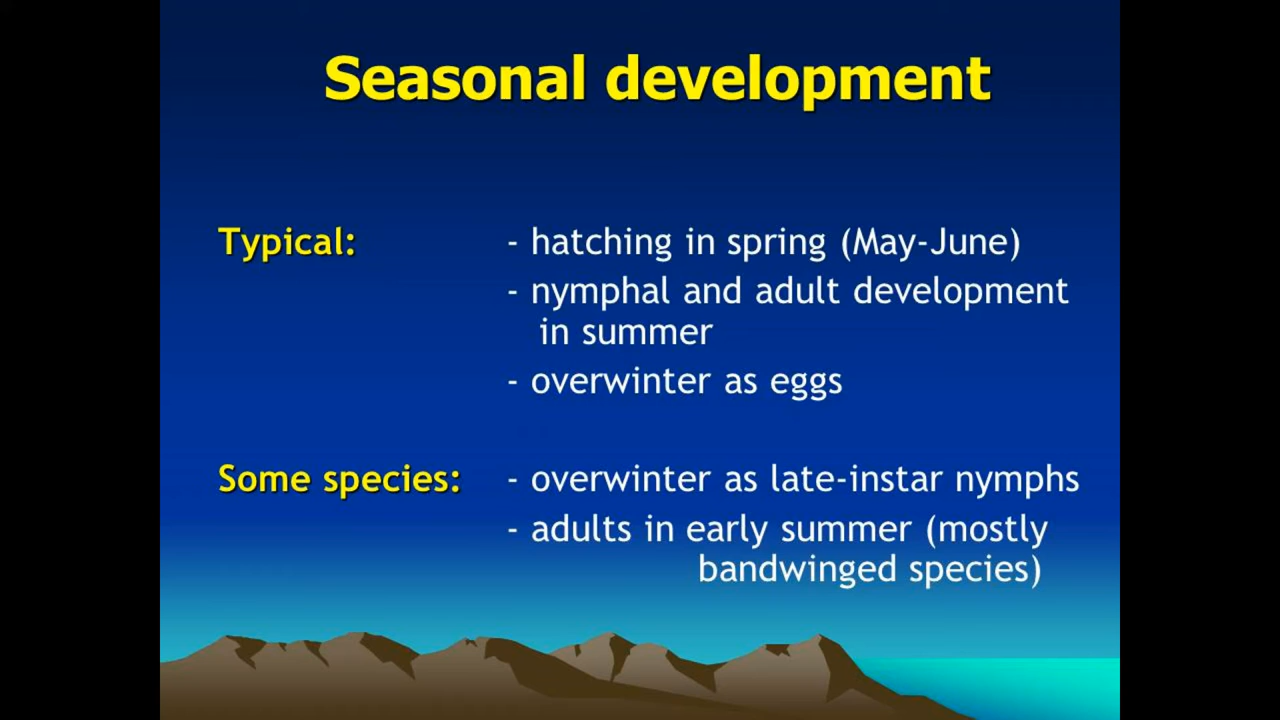 Seasonal development
Typical: - hatching in spring (May-June)
- nymphal and adult development
in summer
- overwinter as eggs
Some species: - overwinter as late-instar nymphs
- adults in early summer (mostly
bandwinged species)